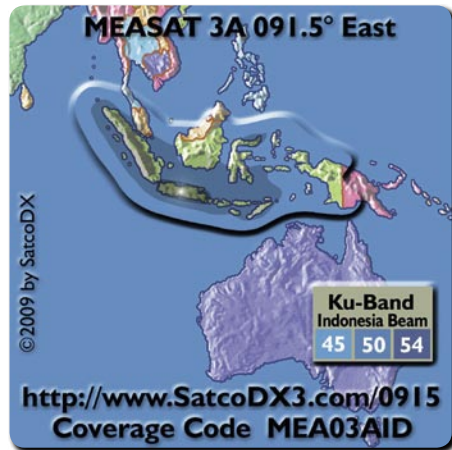 MEASAT 3A 091.5° East
©2009 by SatcoDX
Ku-Band
Indonesia Beam
45 50 54
http://www.SatcoDX3.com/0915
Coverage Code MEA03AID